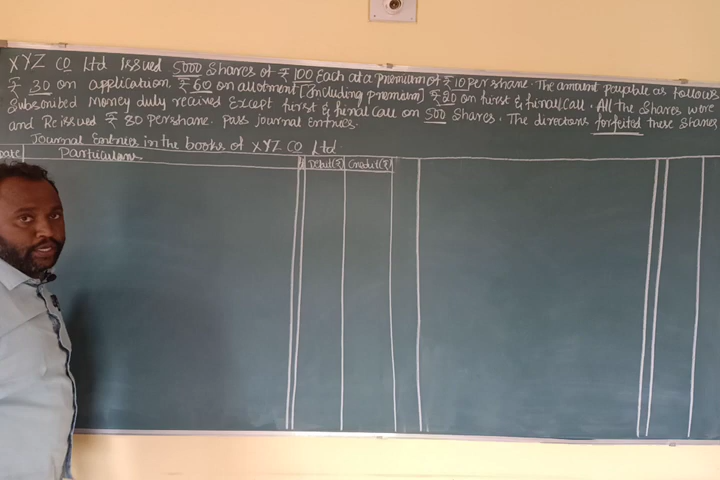 XYZ CO Ltd Issued 5000 Shares of ₹ 100 Each at a premium of ₹ 10 per share. The amount payable as follows
₹ 30 on application ₹ 60 on allotment [Including premium] ₹ 20 on first & final call. All the shares were
Subscribed Money duly recived Except first & final call on 500 Shares. The directors forfeited these shares
and Reissued ₹ 80 per share. Pass journal Entries.
Journal Entries in the books of XYZ CO Ltd.
Date Particulars Debit(₹) Credit(₹)